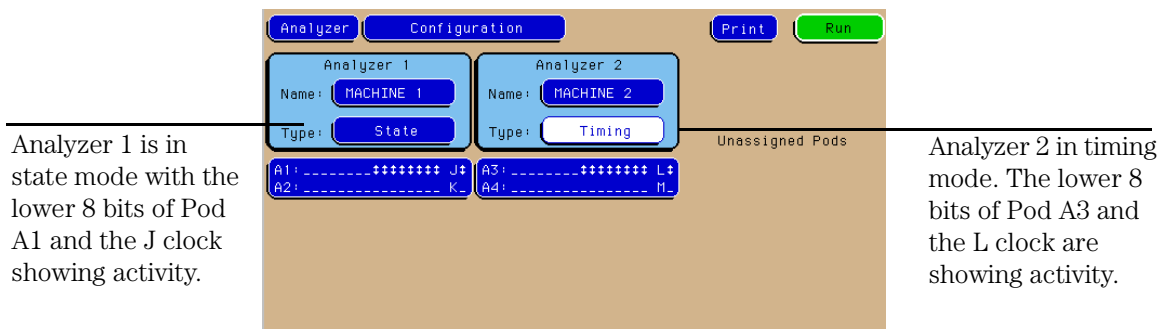 Analyzer Configuration Print Run
Analyzer 1
Name: MACHINE 1
Type: State
Analyzer 2
Name: MACHINE 2
Type: Timing
Unassigned Pods
A1:________‡‡‡‡‡‡‡‡ J‡
A2:________________ K_
A3:________‡‡‡‡‡‡‡‡ L‡
A4:________________ M_
Analyzer 1 is in
state mode with the
lower 8 bits of Pod
A1 and the J clock
showing activity.
Analyzer 2 in timing
mode. The lower 8
bits of Pod A3 and
the L clock are
showing activity.